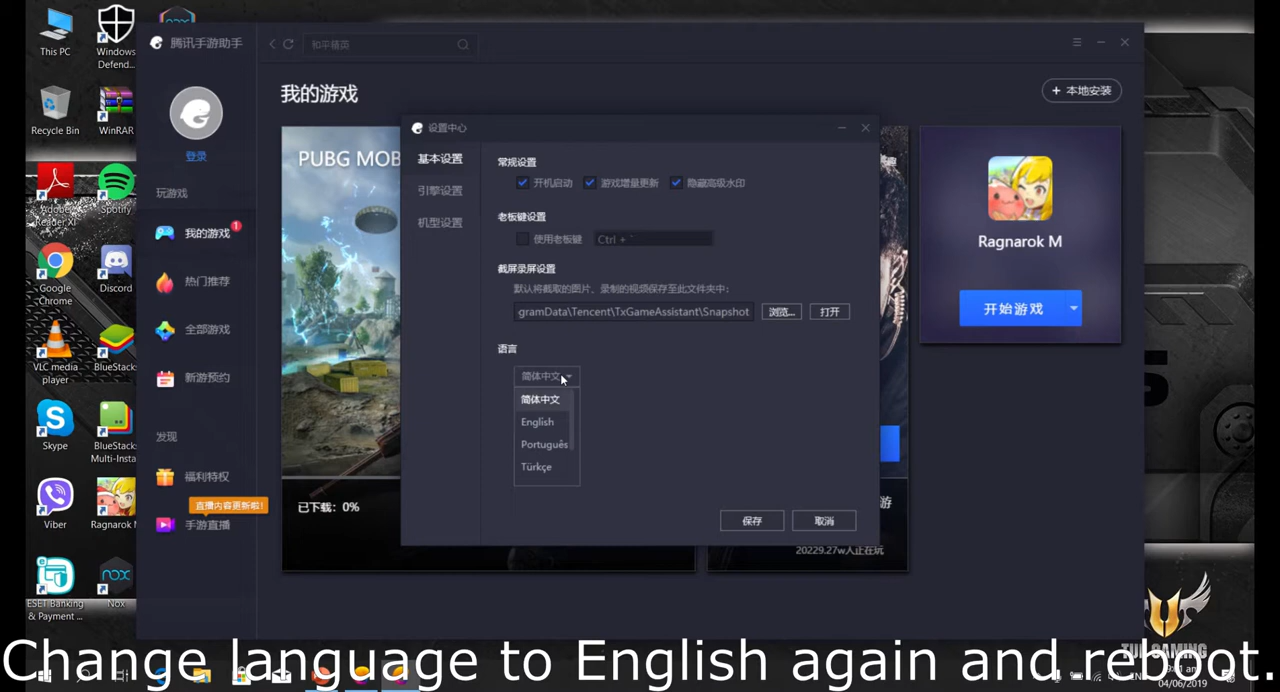 This PC
Windows
Defend...
Recycle Bin
WinRAR
Adobe
Reader XI
Spotify
Google
Chrome
Discord
VLC media
player
BlueStacks
Skype
BlueStacks
Multi-Insta...
Viber
Ragnarok M
ESET Banking
& Payment ...
Nox
腾讯手游助手
和平精英
登录
玩游戏
我的游戏
1
热门推荐
全部游戏
新游预约
发现
福利特权
直播内容更新啦!
手游直播
我的游戏
+ 本地安装
PUBG MOB
已下载: 0%
设置中心
基本设置
引擎设置
机型设置
常规设置
开机启动
游戏增量更新
隐藏高级水印
老板键设置
使用老板键
Ctrl + `
截屏录屏设置
默认将截取的图片、录制的视频保存至此文件夹中:
gramData\Tencent\TxGameAssistant\Snapshot
浏览...
打开
语言
简体中文
简体中文
English
Português
Türkçe
保存
取消
游
20229.27w人正在玩
Ragnarok M
开始游戏
TUF GAMING
04/06/2019
Change language to English again and reboot.